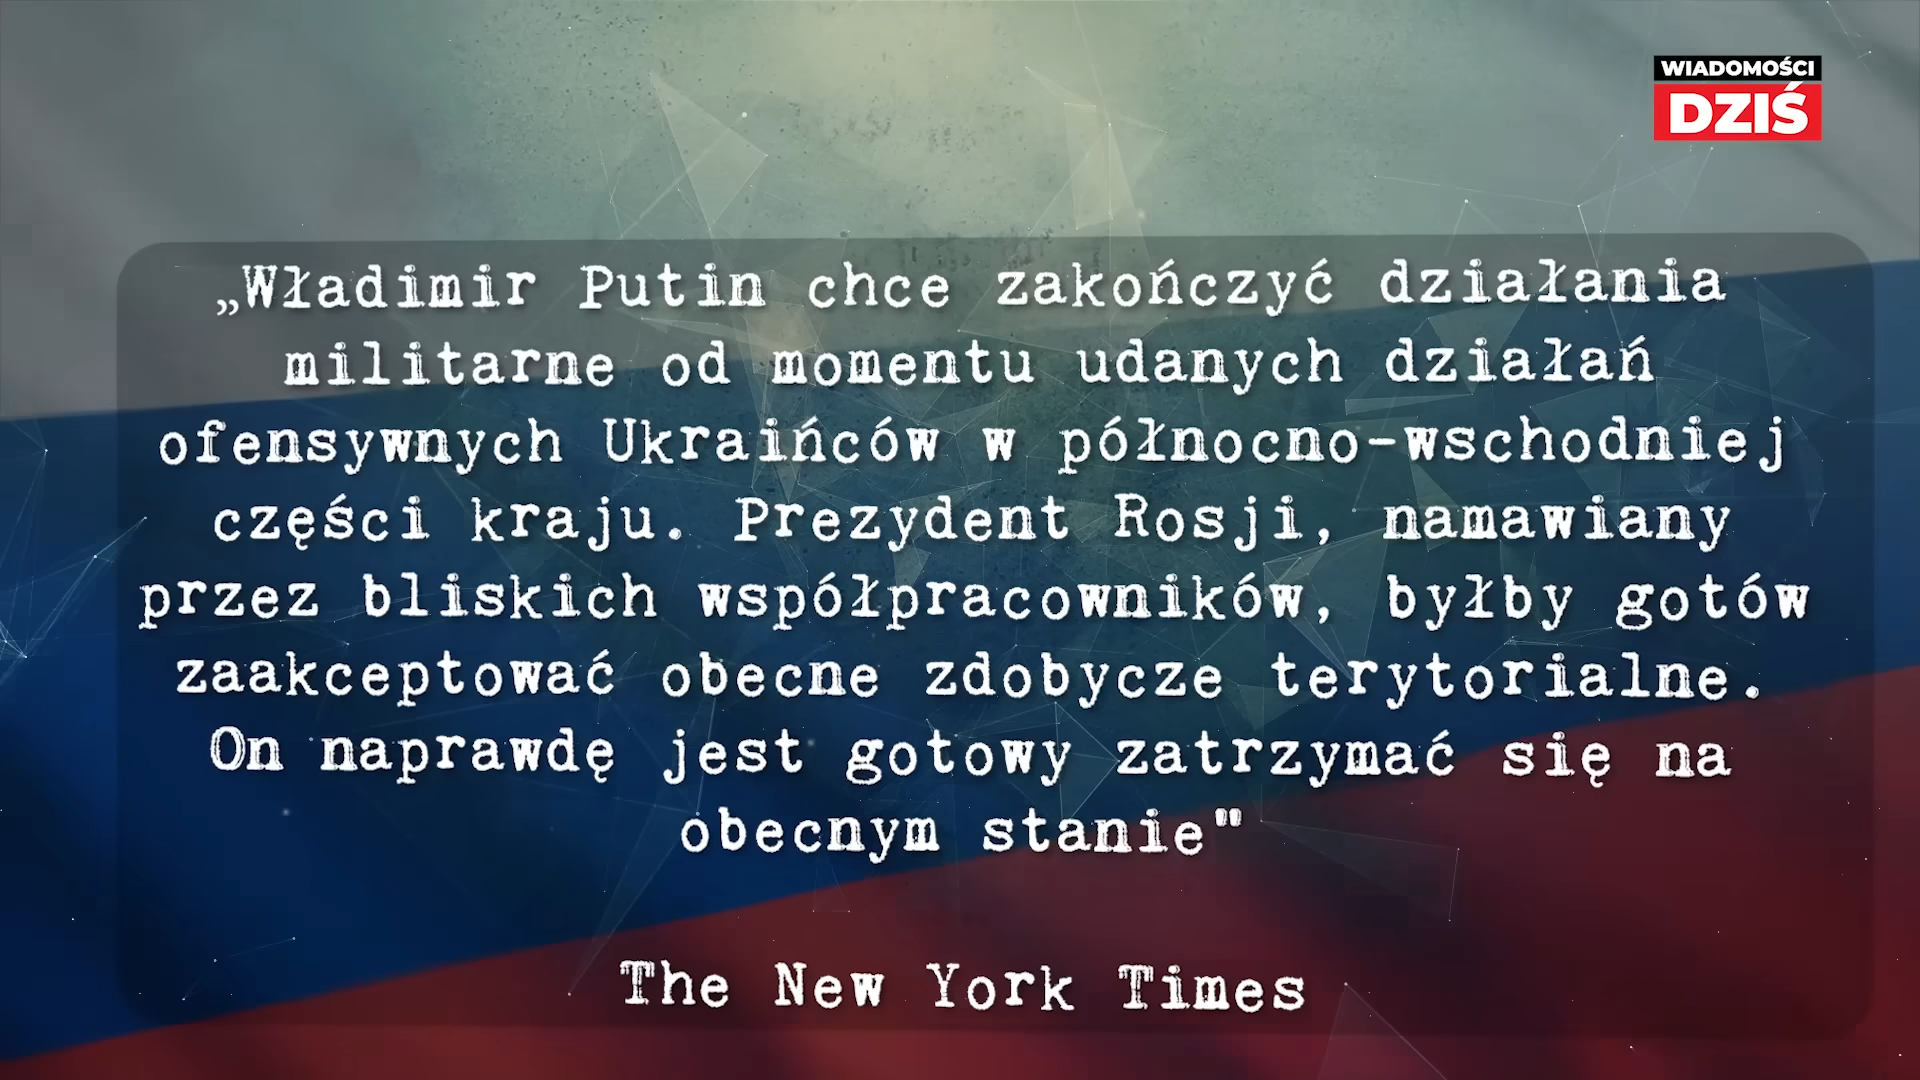 WIADOMOŚCI
DZIŚ
„Władimir Putin chce zakończyć działania
militarne od momentu udanych działań
ofensywnych Ukraińców w północno-wschodniej
części kraju. Prezydent Rosji, namawiany
przez bliskich współpracowników, byłby gotów
zaakceptować obecne zdobycze terytorialne.
On naprawdę jest gotowy zatrzymać się na
obecnym stanie"
The New York Times